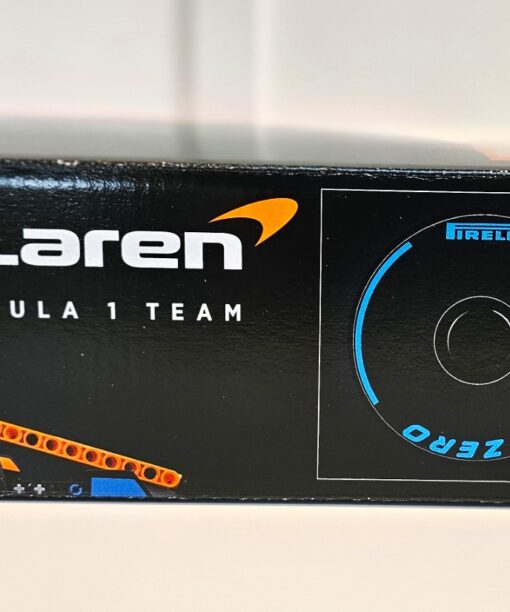 Laren
ULA 1 TEAM
PIRELL
ZERO